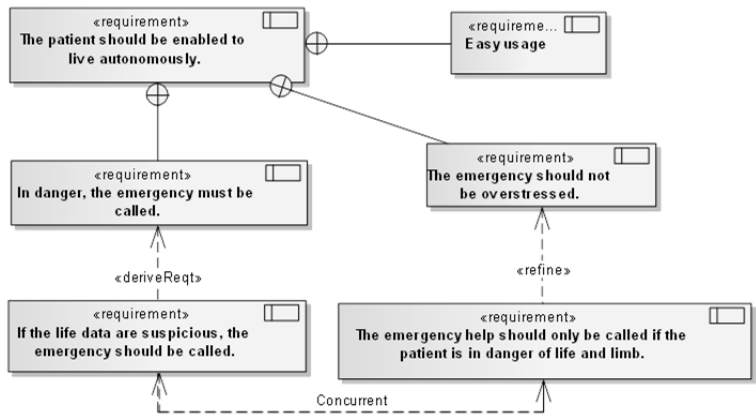 «requirement»
The patient should be enabled to
live autonomously.
«requireme...
Easy usage
«requirement»
In danger, the emergency must be
called.
«requirement»
The emergency should not
be overstressed.
«deriveReqt»
«refine»
«requirement»
If the life data are suspicious, the
emergency should be called.
«requirement»
The emergency help should only be called if the
patient is in danger of life and limb.
Concurrent